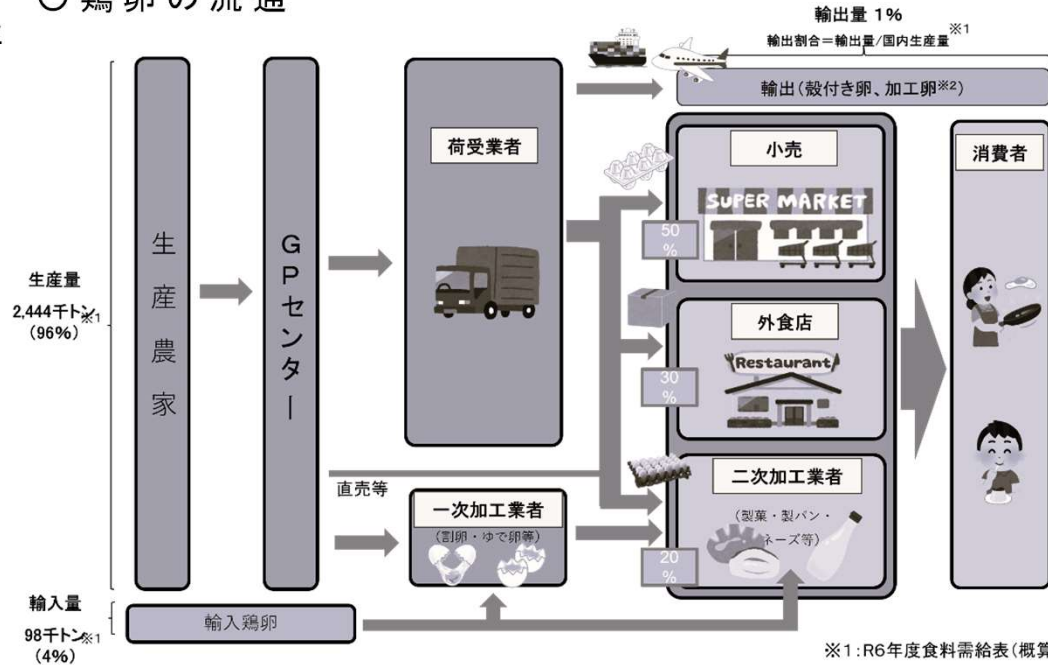 〇鶏卵の流通
輸出量 1%
輸出割合＝輸出量/国内生産量※1
輸出(殻付き卵、加工卵※2)
生産量
2,444千トン※1
(96%)
生産農家
GPセンター
荷受業者
小売
SUPER MARKET
50
%
外食店
Restaurant
30
%
直売等
一次加工業者
(割卵・ゆで卵等)
二次加工業者
(製菓・製パン・
ネーズ等)
20
%
消費者
輸入量
98千トン※1
(4%)
輸入鶏卵
※1:R6年度食料需給表(概算